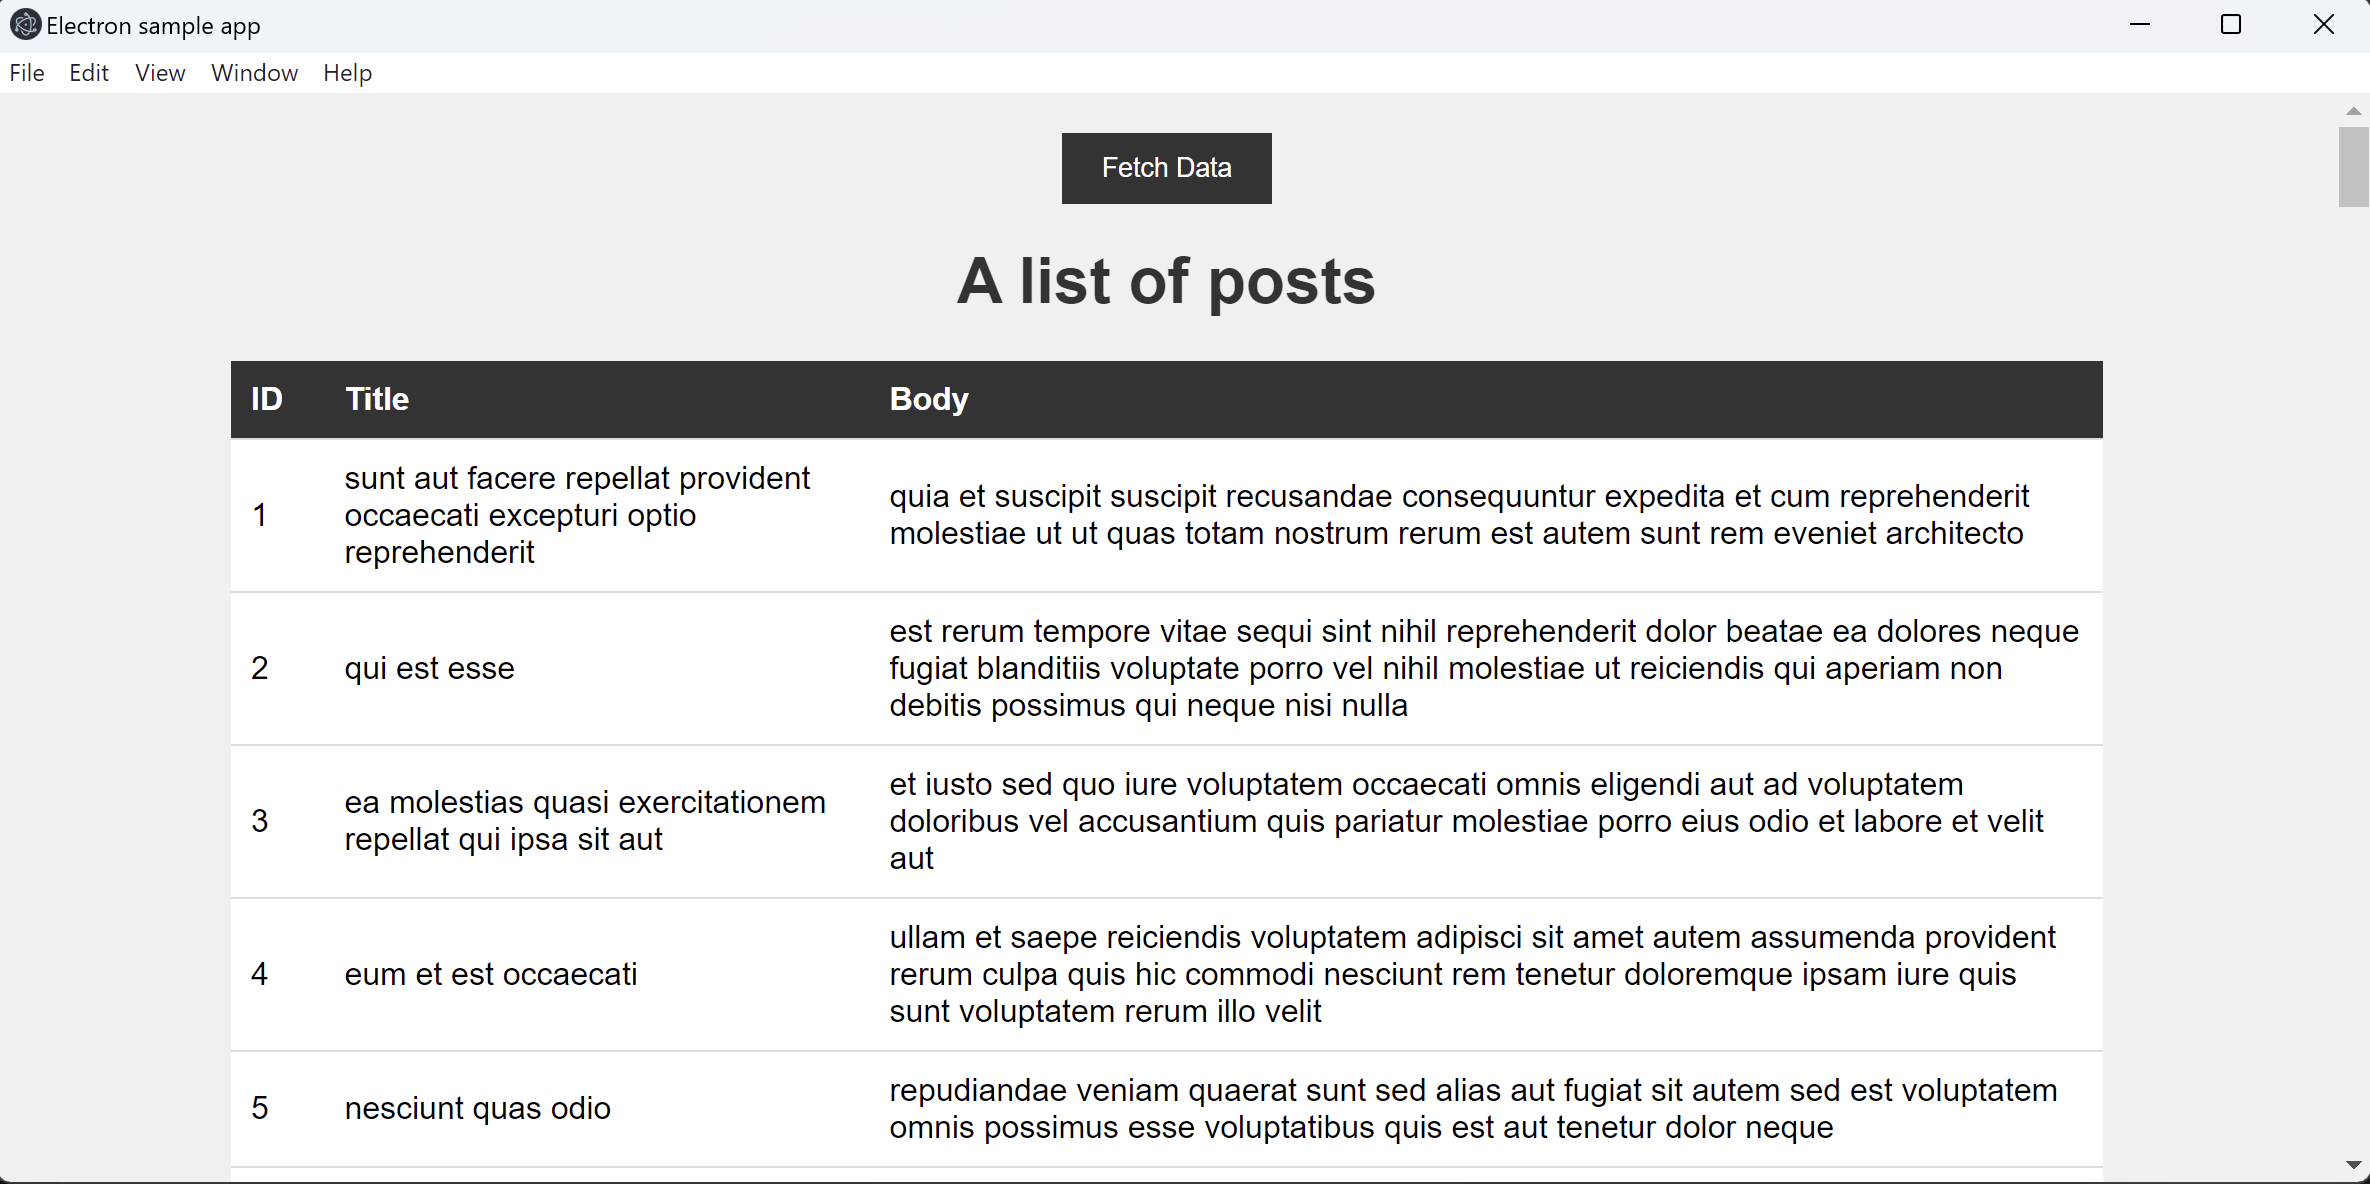 Electron sample app
File Edit View Window Help
Fetch Data
A list of posts
ID Title Body
1
sunt aut facere repellat provident
occaecati excepturi optio
reprehenderit
quia et suscipit suscipit recusandae consequuntur expedita et cum reprehenderit
molestiae ut ut quas totam nostrum rerum est autem sunt rem eveniet architecto
2
qui est esse
est rerum tempore vitae sequi sint nihil reprehenderit dolor beatae ea dolores neque
fugiat blanditiis voluptate porro vel nihil molestiae ut reiciendis qui aperiam non
debitis possimus qui neque nisi nulla
3
ea molestias quasi exercitationem
repellat qui ipsa sit aut
et iusto sed quo iure voluptatem occaecati omnis eligendi aut ad voluptatem
doloribus vel accusantium quis pariatur molestiae porro eius odio et labore et velit
aut
4
eum et est occaecati
ullam et saepe reiciendis voluptatem adipisci sit amet autem assumenda provident
rerum culpa quis hic commodi nesciunt rem tenetur doloremque ipsam iure quis
sunt voluptatem rerum illo velit
5
nesciunt quas odio
repudiandae veniam quaerat sunt sed alias aut fugiat sit autem sed est voluptatem
omnis possimus esse voluptatibus quis est aut tenetur dolor neque